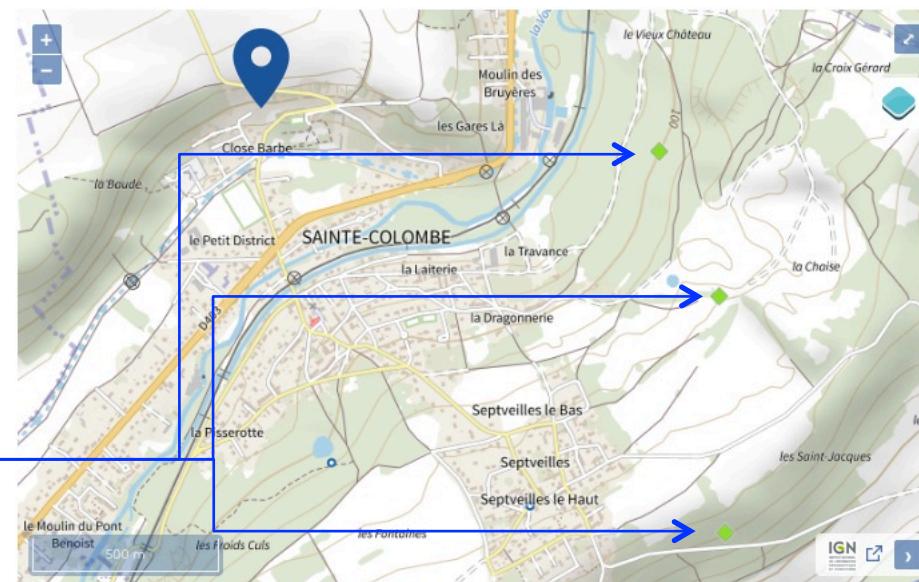 +
−
le Vieux Château
la Croix Gérard
Moulin des
Bruyères
les Gares Là
100
Close Barbe
la Baude
le Petit District
SAINTE-COLOMBE
la Travance
la Laiterie
la Chaise
D403
la Dragonnerie
Septveilles le Bas
la Pisserotte
Septveilles
les Saint-Jacques
Septveilles le Haut
le Moulin du Pont
Benoist
les Froids Culs
les Fontaines
500 m
IGN